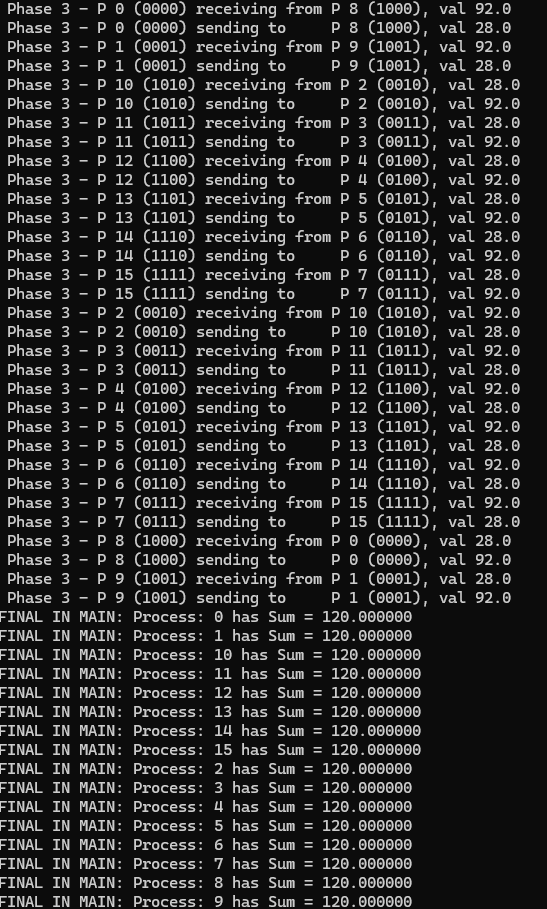 Phase 3 - P 0 (0000) receiving from P 8 (1000), val 92.0
Phase 3 - P 0 (0000) sending to     P 8 (1000), val 28.0
Phase 3 - P 1 (0001) receiving from P 9 (1001), val 92.0
Phase 3 - P 1 (0001) sending to     P 9 (1001), val 28.0
Phase 3 - P 10 (1010) receiving from P 2 (0010), val 28.0
Phase 3 - P 10 (1010) sending to     P 2 (0010), val 92.0
Phase 3 - P 11 (1011) receiving from P 3 (0011), val 28.0
Phase 3 - P 11 (1011) sending to     P 3 (0011), val 92.0
Phase 3 - P 12 (1100) receiving from P 4 (0100), val 28.0
Phase 3 - P 12 (1100) sending to     P 4 (0100), val 92.0
Phase 3 - P 13 (1101) receiving from P 5 (0101), val 28.0
Phase 3 - P 13 (1101) sending to     P 5 (0101), val 92.0
Phase 3 - P 14 (1110) receiving from P 6 (0110), val 28.0
Phase 3 - P 14 (1110) sending to     P 6 (0110), val 92.0
Phase 3 - P 15 (1111) receiving from P 7 (0111), val 28.0
Phase 3 - P 15 (1111) sending to     P 7 (0111), val 92.0
Phase 3 - P 2 (0010) receiving from P 10 (1010), val 92.0
Phase 3 - P 2 (0010) sending to     P 10 (1010), val 28.0
Phase 3 - P 3 (0011) receiving from P 11 (1011), val 92.0
Phase 3 - P 3 (0011) sending to     P 11 (1011), val 28.0
Phase 3 - P 4 (0100) receiving from P 12 (1100), val 92.0
Phase 3 - P 4 (0100) sending to     P 12 (1100), val 28.0
Phase 3 - P 5 (0101) receiving from P 13 (1101), val 92.0
Phase 3 - P 5 (0101) sending to     P 13 (1101), val 28.0
Phase 3 - P 6 (0110) receiving from P 14 (1110), val 92.0
Phase 3 - P 6 (0110) sending to     P 14 (1110), val 28.0
Phase 3 - P 7 (0111) receiving from P 15 (1111), val 92.0
Phase 3 - P 7 (0111) sending to     P 15 (1111), val 28.0
Phase 3 - P 8 (1000) receiving from P 0 (0000), val 28.0
Phase 3 - P 8 (1000) sending to     P 0 (0000), val 92.0
Phase 3 - P 9 (1001) receiving from P 1 (0001), val 28.0
Phase 3 - P 9 (1001) sending to     P 1 (0001), val 92.0
FINAL IN MAIN: Process: 0 has Sum = 120.000000
FINAL IN MAIN: Process: 1 has Sum = 120.000000
FINAL IN MAIN: Process: 10 has Sum = 120.000000
FINAL IN MAIN: Process: 11 has Sum = 120.000000
FINAL IN MAIN: Process: 12 has Sum = 120.000000
FINAL IN MAIN: Process: 13 has Sum = 120.000000
FINAL IN MAIN: Process: 14 has Sum = 120.000000
FINAL IN MAIN: Process: 15 has Sum = 120.000000
FINAL IN MAIN: Process: 2 has Sum = 120.000000
FINAL IN MAIN: Process: 3 has Sum = 120.000000
FINAL IN MAIN: Process: 4 has Sum = 120.000000
FINAL IN MAIN: Process: 5 has Sum = 120.000000
FINAL IN MAIN: Process: 6 has Sum = 120.000000
FINAL IN MAIN: Process: 7 has Sum = 120.000000
FINAL IN MAIN: Process: 8 has Sum = 120.000000
FINAL IN MAIN: Process: 9 has Sum = 120.000000